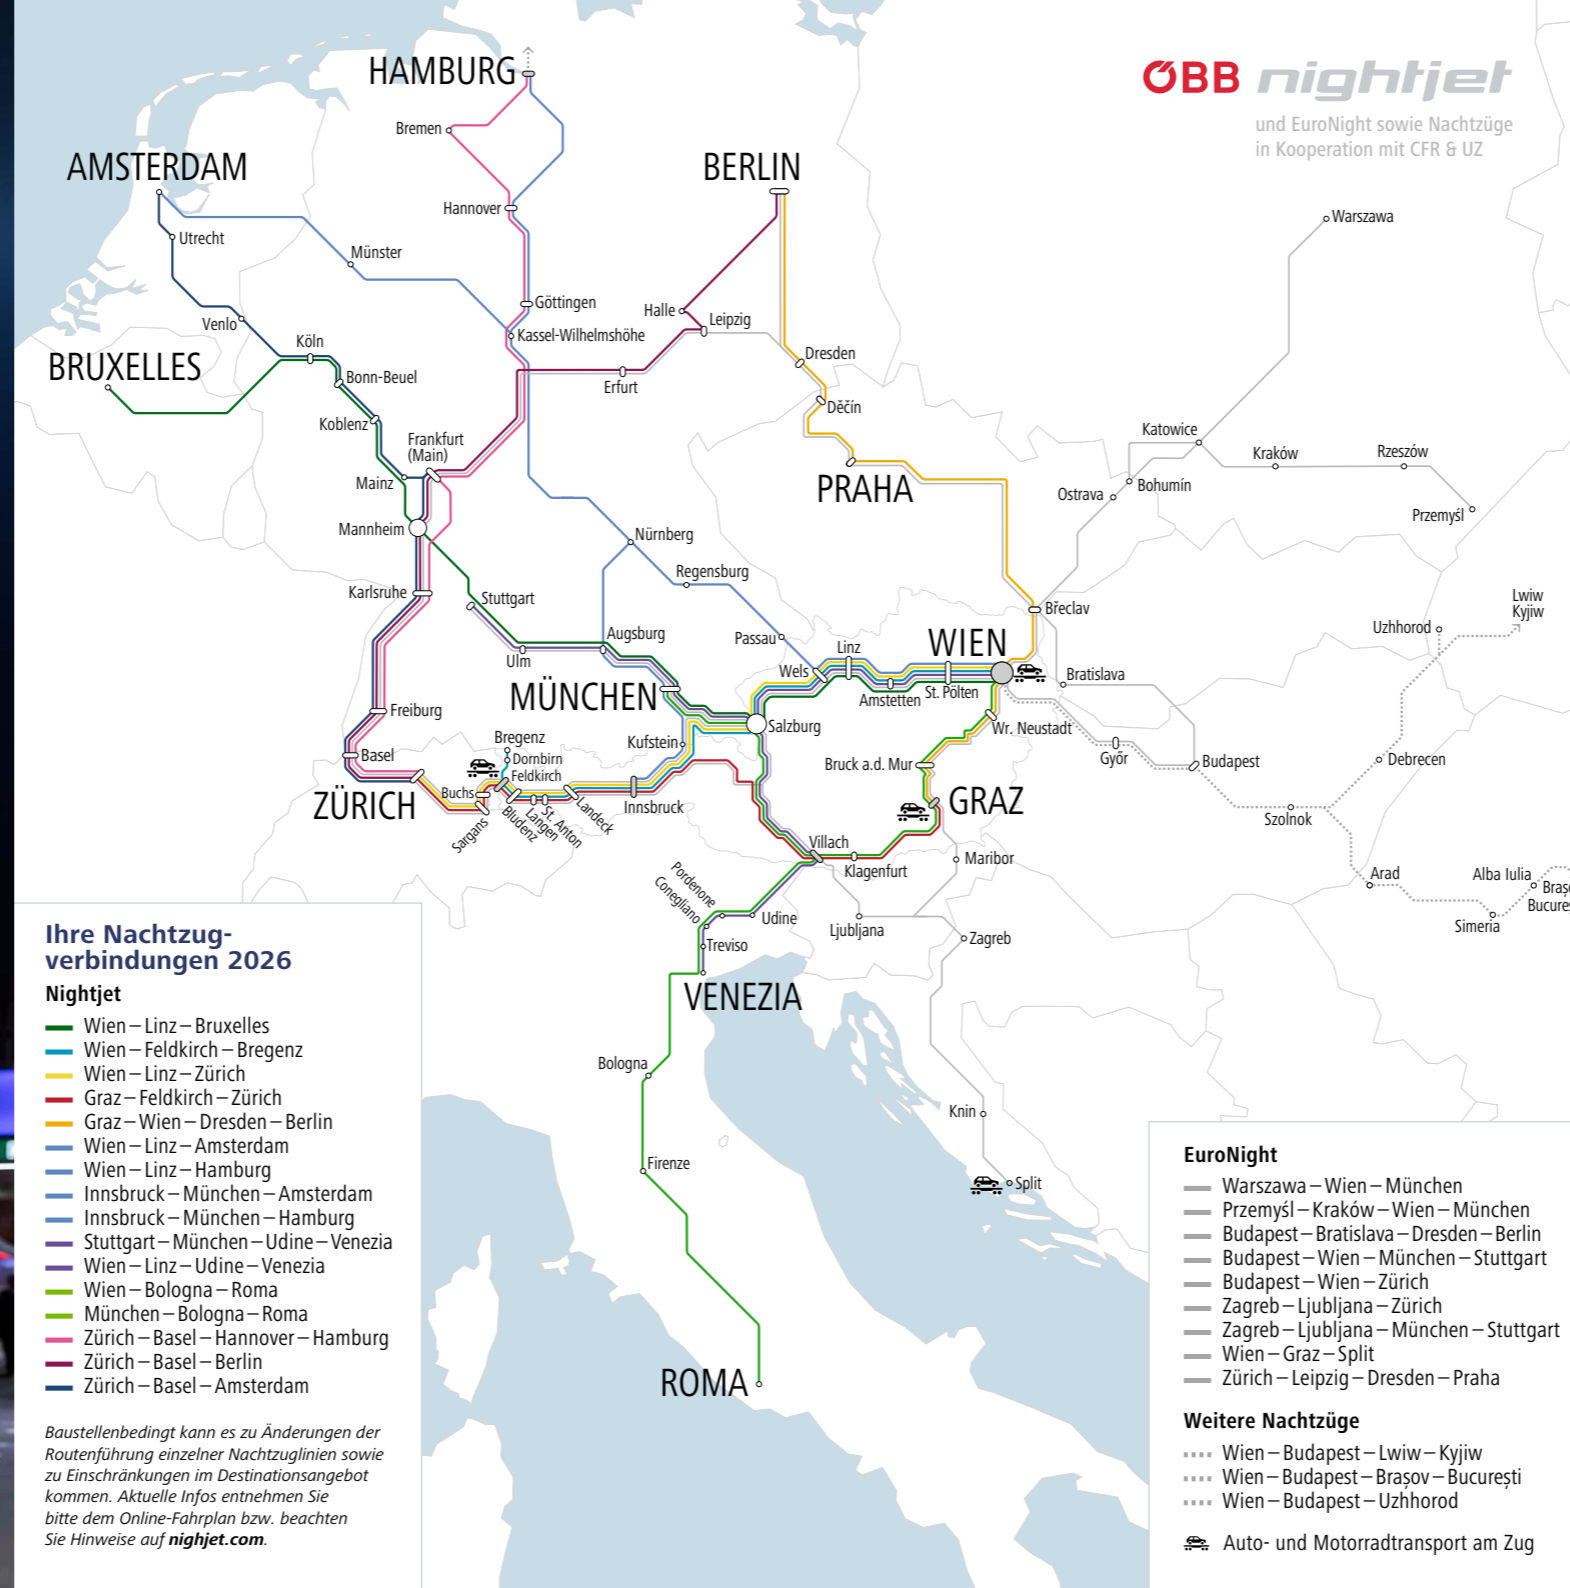 ÖBB nightjet
und EuroNight sowie Nachtzüge
in Kooperation mit CFR & UZ
HAMBURG
Bremen
AMSTERDAM
BERLIN
Hannover
Warszawa
Utrecht
Münster
Göttingen
Halle
Leipzig
Venlo
Kassel-Wilhelmshöhe
Köln
Dresden
BRUXELLES
Bonn-Beuel
Erfurt
Děčín
Koblenz
Frankfurt
(Main)
Katowice
Kraków
Rzeszów
Mainz
PRAHA
Ostrava
Bohumín
Przemyśl
Mannheim
Nürnberg
Regensburg
Karlsruhe
Stuttgart
Břeclav
Lwiw
Kyjiw
Uzhhorod
Augsburg
Passau
Linz
WIEN
Ulm
Wels
Bratislava
MÜNCHEN
Amstetten
St. Pölten
Freiburg
Salzburg
Wr. Neustadt
Bregenz
Kufstein
Basel
Dornbirn
Feldkirch
Bruck a.d. Mur
Győr
Budapest
Debrecen
ZÜRICH
Buchs
Sargans
Bludenz
Langen
St. Anton
Landeck
Innsbruck
GRAZ
Szolnok
Villach
Klagenfurt
Maribor
Arad
Alba Iulia
Simeria
Pordenone
Conegliano
Udine
Ljubljana
Zagreb
Treviso
VENEZIA
Bologna
Knin
Firenze
Split
ROMA
Ihre Nachtzug-
verbindungen 2026
Nightjet
Wien – Linz – Bruxelles
Wien – Feldkirch – Bregenz
Wien – Linz – Zürich
Graz – Feldkirch – Zürich
Graz – Wien – Dresden – Berlin
Wien – Linz – Amsterdam
Wien – Linz – Hamburg
Innsbruck – München – Amsterdam
Innsbruck – München – Hamburg
Stuttgart – München – Udine – Venezia
Wien – Linz – Udine – Venezia
Wien – Bologna – Roma
München – Bologna – Roma
Zürich – Basel – Hannover – Hamburg
Zürich – Basel – Berlin
Zürich – Basel – Amsterdam
Baustellenbedingt kann es zu Änderungen der
Routenführung einzelner Nachtzuglinien sowie
zu Einschränkungen im Destinationsangebot
kommen. Aktuelle Infos entnehmen Sie
bitte dem Online-Fahrplan bzw. beachten
Sie Hinweise auf nighjet.com.
EuroNight
Warszawa – Wien – München
Przemyśl – Kraków – Wien – München
Budapest – Bratislava – Dresden – Berlin
Budapest – Wien – München – Stuttgart
Budapest – Wien – Zürich
Zagreb – Ljubljana – Zürich
Zagreb – Ljubljana – München – Stuttgart
Wien – Graz – Split
Zürich – Leipzig – Dresden – Praha
Weitere Nachtzüge
Wien – Budapest – Lwiw – Kyjiw
Wien – Budapest – Brașov – București
Wien – Budapest – Uzhhorod
Auto- und Motorradtransport am Zug